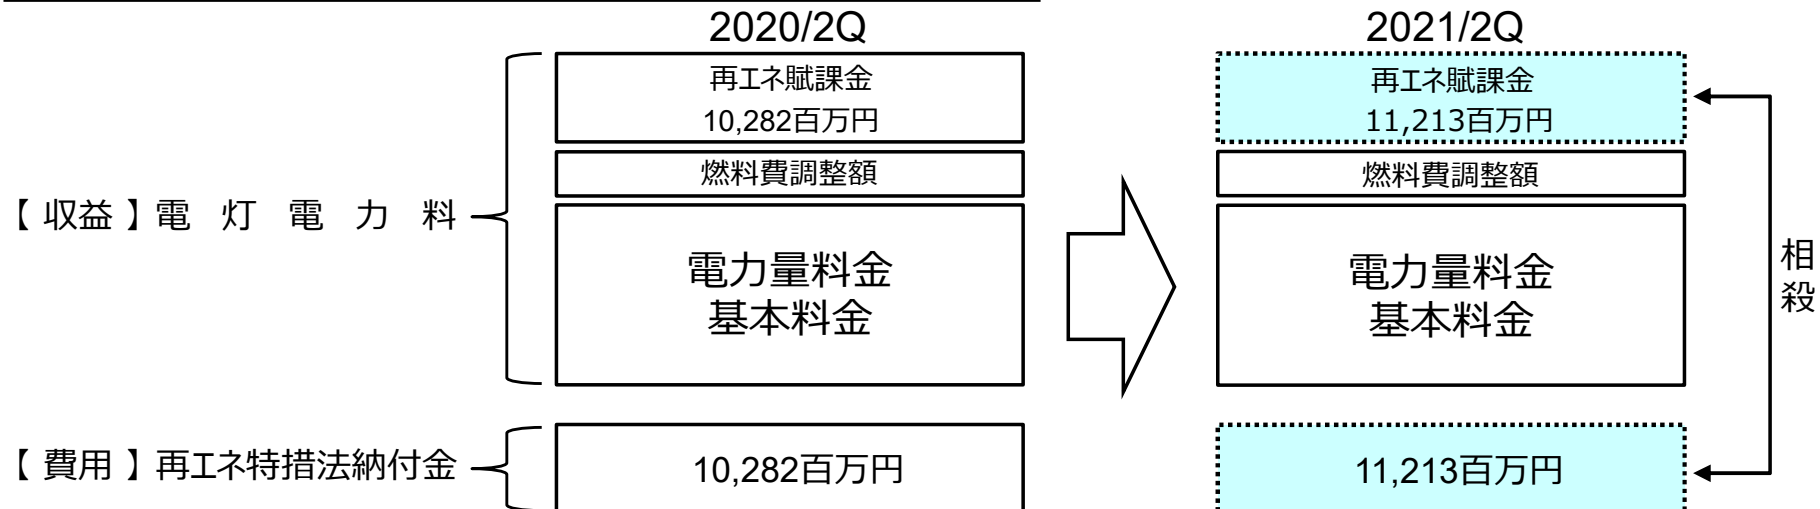 2020/2Q
2021/2Q
再エネ賦課金
10,282百万円
再エネ賦課金
11,213百万円
燃料費調整額
燃料費調整額
【 収益 】電 灯 電 力 料
電力量料金
基本料金
電力量料金
基本料金
相殺
【 費用 】再エネ特措法納付金
10,282百万円
11,213百万円